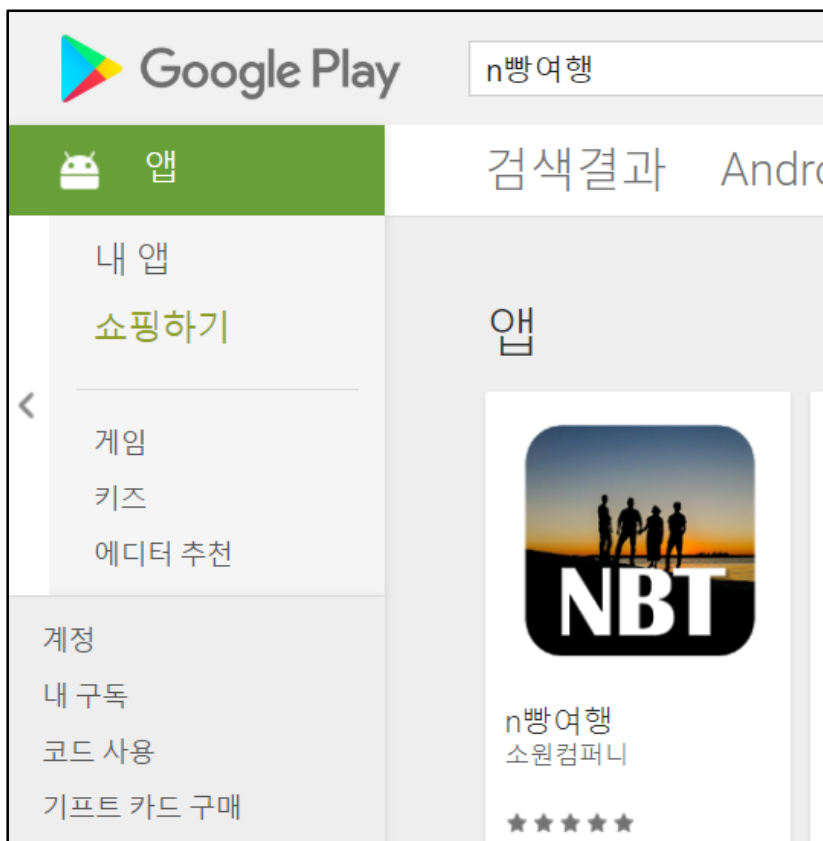 Google Play
n빵여행
앱
검색결과
내 앱
쇼핑하기
게임
키즈
에디터 추천
계정
내 구독
코드 사용
기프트 카드 구매
앱
NBT
n빵여행
소원컴퍼니